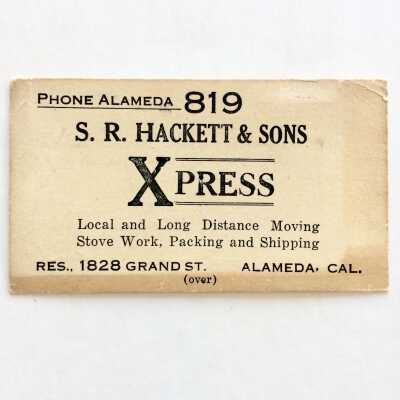 PHONE ALAMEDA 819
S. R. HACKETT & SONS
XPRESS
Local and Long Distance Moving
Stove Work, Packing and Shipping
RES., 1828 GRAND ST. ALAMEDA, CAL.
(over)